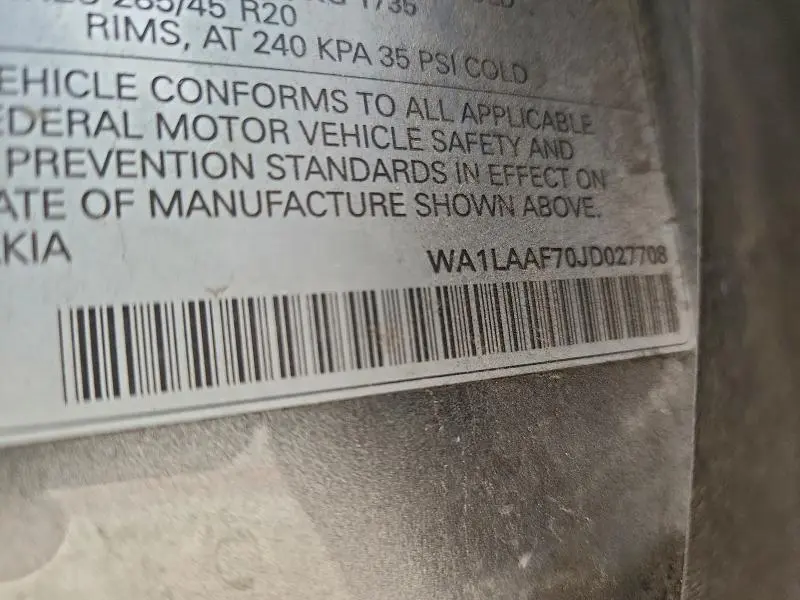 285/45 R20
RIMS, AT 240 KPA 35 PSI COLD
EHICLE CONFORMS TO ALL APPLICABLE
EDERAL MOTOR VEHICLE SAFETY AND
PREVENTION STANDARDS IN EFFECT ON
ATE OF MANUFACTURE SHOWN ABOVE.
KIA
WA1LAAF70JD027708